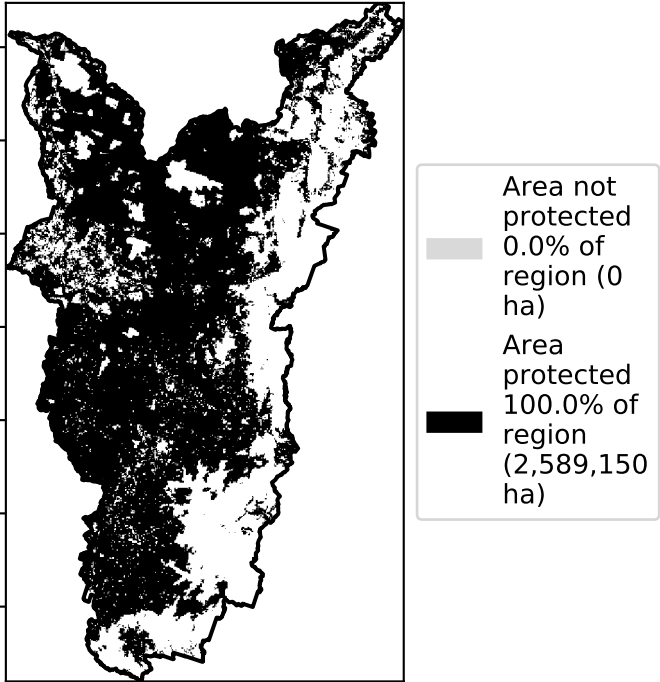 Area not
protected
0.0% of
region (0
ha)
Area
protected
100.0% of
region
(2,589,150
ha)